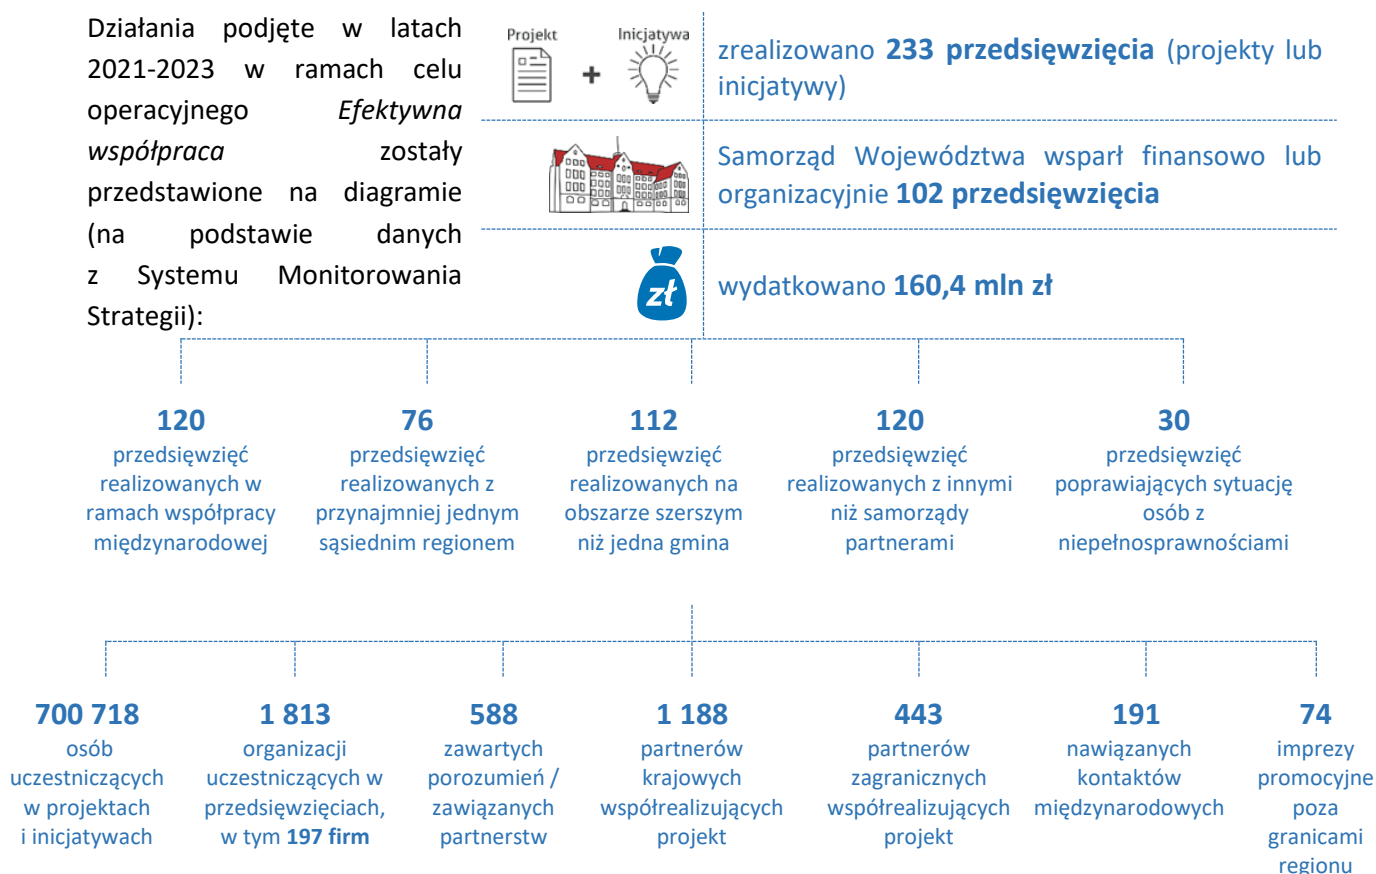 Działania podjęte w latach
2021-2023 w ramach celu
operacyjnego Efektywna
współpraca zostały
przedstawione na diagramie
(na podstawie danych
z Systemu Monitorowania
Strategii):
Projekt + Inicjatywa
zrealizowano 233 przedsięwzięcia (projekty lub
inicjatywy)
Samorząd Województwa wsparł finansowo lub
organizacyjnie 102 przedsięwzięcia
zł
wydatkowano 160,4 mln zł
120
przedsięwzięć
realizowanych w
ramach współpracy
międzynarodowej
76
przedsięwzięć
realizowanych z
przynajmniej jednym
sąsiednim regionem
112
przedsięwzięć
realizowanych na
obszarze szerszym
niż jedna gmina
120
przedsięwzięć
realizowanych z innymi
niż samorządy
partnerami
30
przedsięwzięć
poprawiających sytuację
osób z
niepełnosprawnościami
700 718
osób
uczestniczących
w projektach
i inicjatywach
1 813
organizacji
uczestniczących w
przedsięwzięciach,
w tym 197 firm
588
zawartych
porozumień /
zawiązanych
partnerstw
1 188
partnerów
krajowych
współrealizujących
projekt
443
partnerów
zagranicznych
współrealizujących
projekt
191
nawiązanych
kontaktów
międzynarodowych
74
imprezy
promocyjne
poza
granicami
regionu